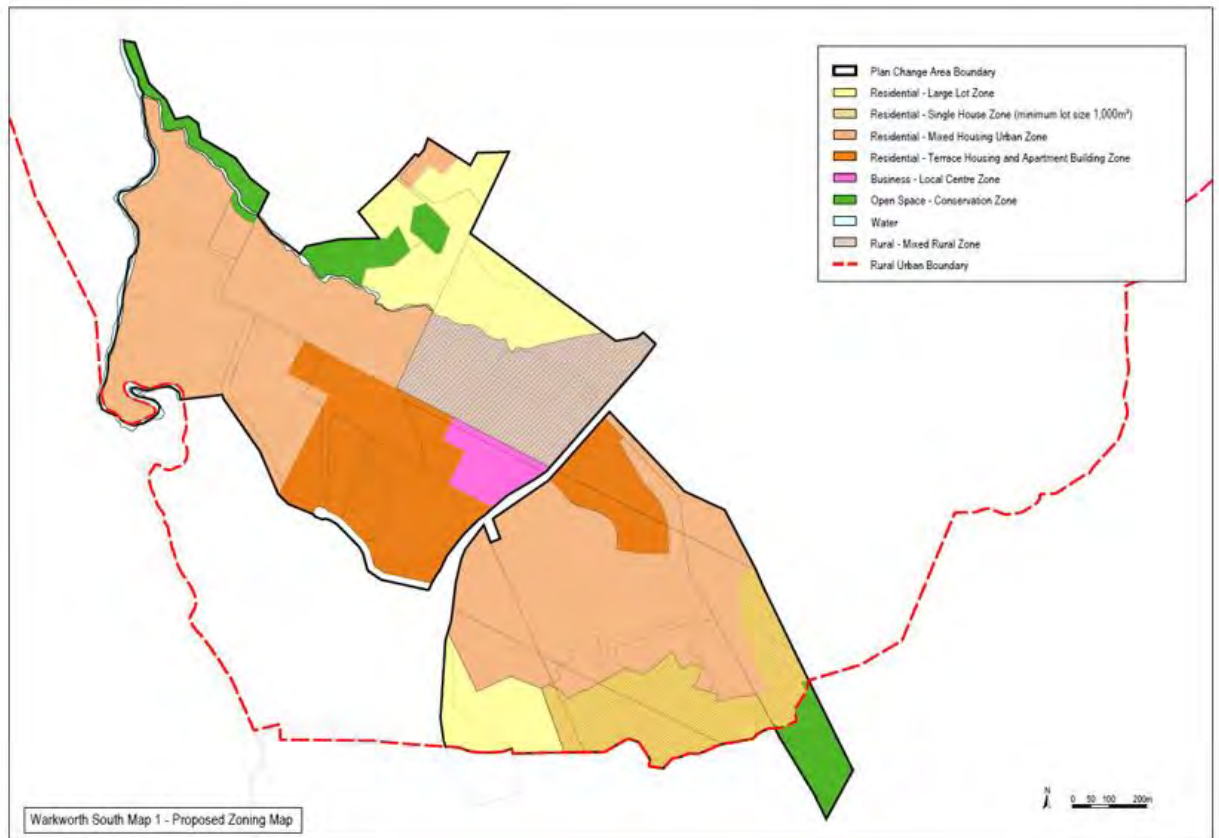 Plan Change Area Boundary
Residential - Large Lot Zone
Residential - Single House Zone (minimum lot size 1,000m²)
Residential - Mixed Housing Urban Zone
Residential - Terrace Housing and Apartment Building Zone
Business - Local Centre Zone
Open Space - Conservation Zone
Water
Rural - Mixed Rural Zone
Rural Urban Boundary
N
0 50 100 200m
Warkworth South Map 1 - Proposed Zoning Map